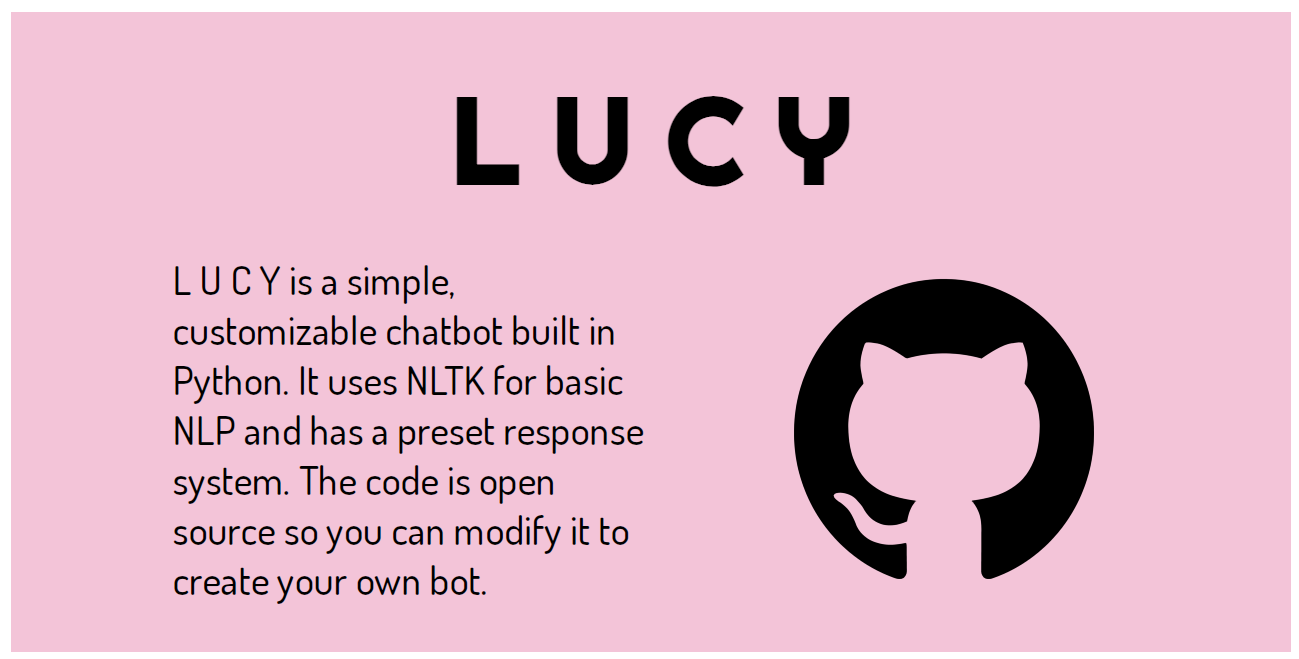 L U C Y
L U C Y is a simple,
customizable chatbot built in
Python. It uses NLTK for basic
NLP and has a preset response
system. The code is open
source so you can modify it to
create your own bot.